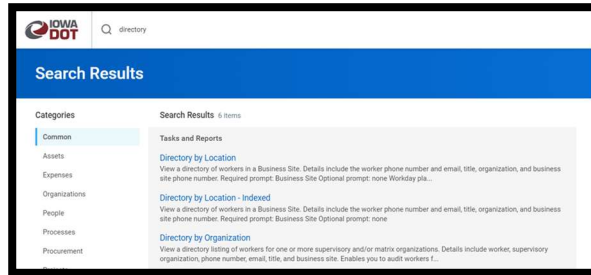 IOWA
DOT
directory
Search Results
Categories
Common
Assets
Expenses
Organizations
People
Processes
Procurement
Search Results 6 items
Tasks and Reports
Directory by Location
View a directory of workers in a Business Site. Details include the worker phone number and email, title, organization, and business
site phone number. Required prompt: Business Site Optional prompt: none Workday pla...
Directory by Location - Indexed
View a directory of workers in a Business Site. Details include the worker phone number and email, title, organization, and business
site phone number. Required prompt: Business Site Optional prompt: none
Directory by Organization
View a directory listing of workers for one or more supervisory and/or matrix organizations. Details include worker, supervisory
organization, phone number, email, title, and business site. Enables you to audit workers f...